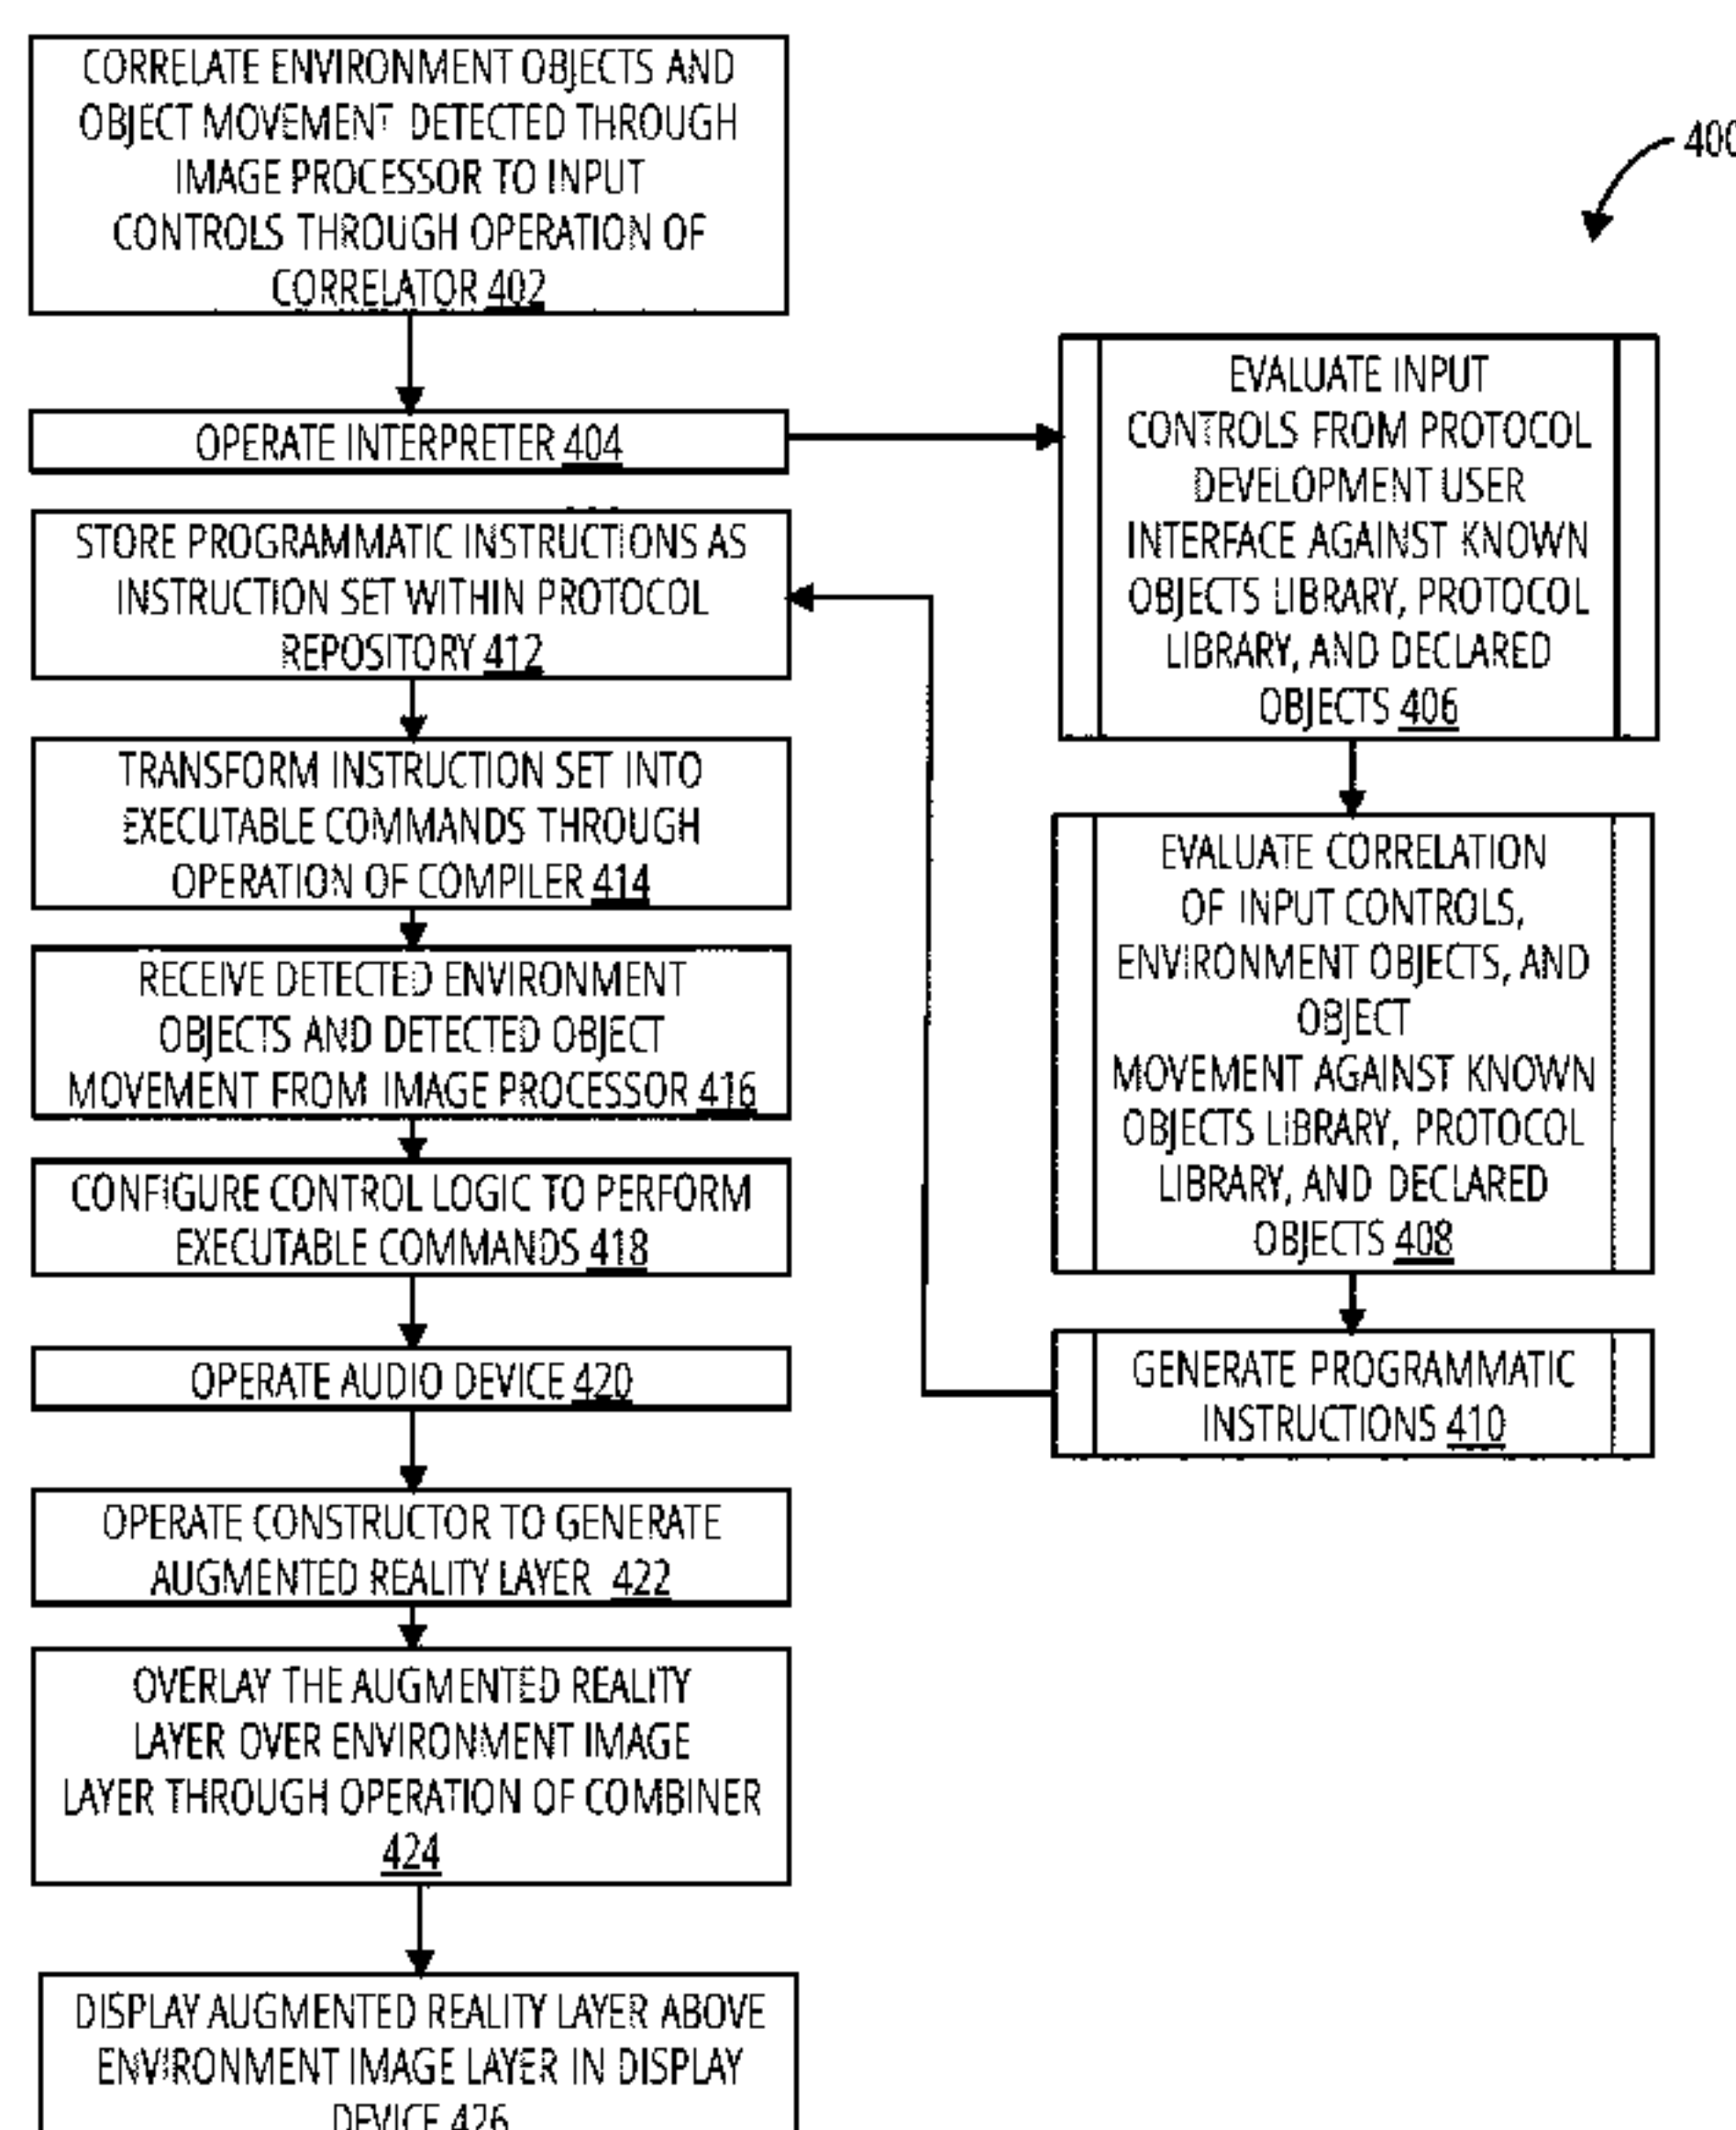 CORRELATE ENVIRONMENT OBJECTS AND
OBJECT MOVEMENT DETECTED THROUGH
IMAGE PROCESSOR TO INPUT
CONTROLS THROUGH OPERATION OF
CORRELATOR 402
400
OPERATE INTERPRETER 404
EVALUATE INPUT
CONTROLS FROM PROTOCOL
DEVELOPMENT USER
INTERFACE AGAINST KNOWN
OBJECTS LIBRARY, PROTOCOL
LIBRARY, AND DECLARED
OBJECTS 406
EVALUATE CORRELATION
OF INPUT CONTROLS,
ENVIRONMENT OBJECTS, AND
OBJECT
MOVEMENT AGAINST KNOWN
OBJECTS LIBRARY, PROTOCOL
LIBRARY, AND DECLARED
OBJECTS 408
GENERATE PROGRAMMATIC
INSTRUCTIONS 410
STORE PROGRAMMATIC INSTRUCTIONS AS
INSTRUCTION SET WITHIN PROTOCOL
REPOSITORY 412
TRANSFORM INSTRUCTION SET INTO
EXECUTABLE COMMANDS THROUGH
OPERATION OF COMPILER 414
RECEIVE DETECTED ENVIRONMENT
OBJECTS AND DETECTED OBJECT
MOVEMENT FROM IMAGE PROCESSOR 416
CONFIGURE CONTROL LOGIC TO PERFORM
EXECUTABLE COMMANDS 418
OPERATE AUDIO DEVICE 420
OPERATE CONSTRUCTOR TO GENERATE
AUGMENTED REALITY LAYER 422
OVERLAY THE AUGMENTED REALITY
LAYER OVER ENVIRONMENT IMAGE
LAYER THROUGH OPERATION OF COMBINER
424
DISPLAY AUGMENTED REALITY LAYER ABOVE
ENVIRONMENT IMAGE LAYER IN DISPLAY
DEVICE 426